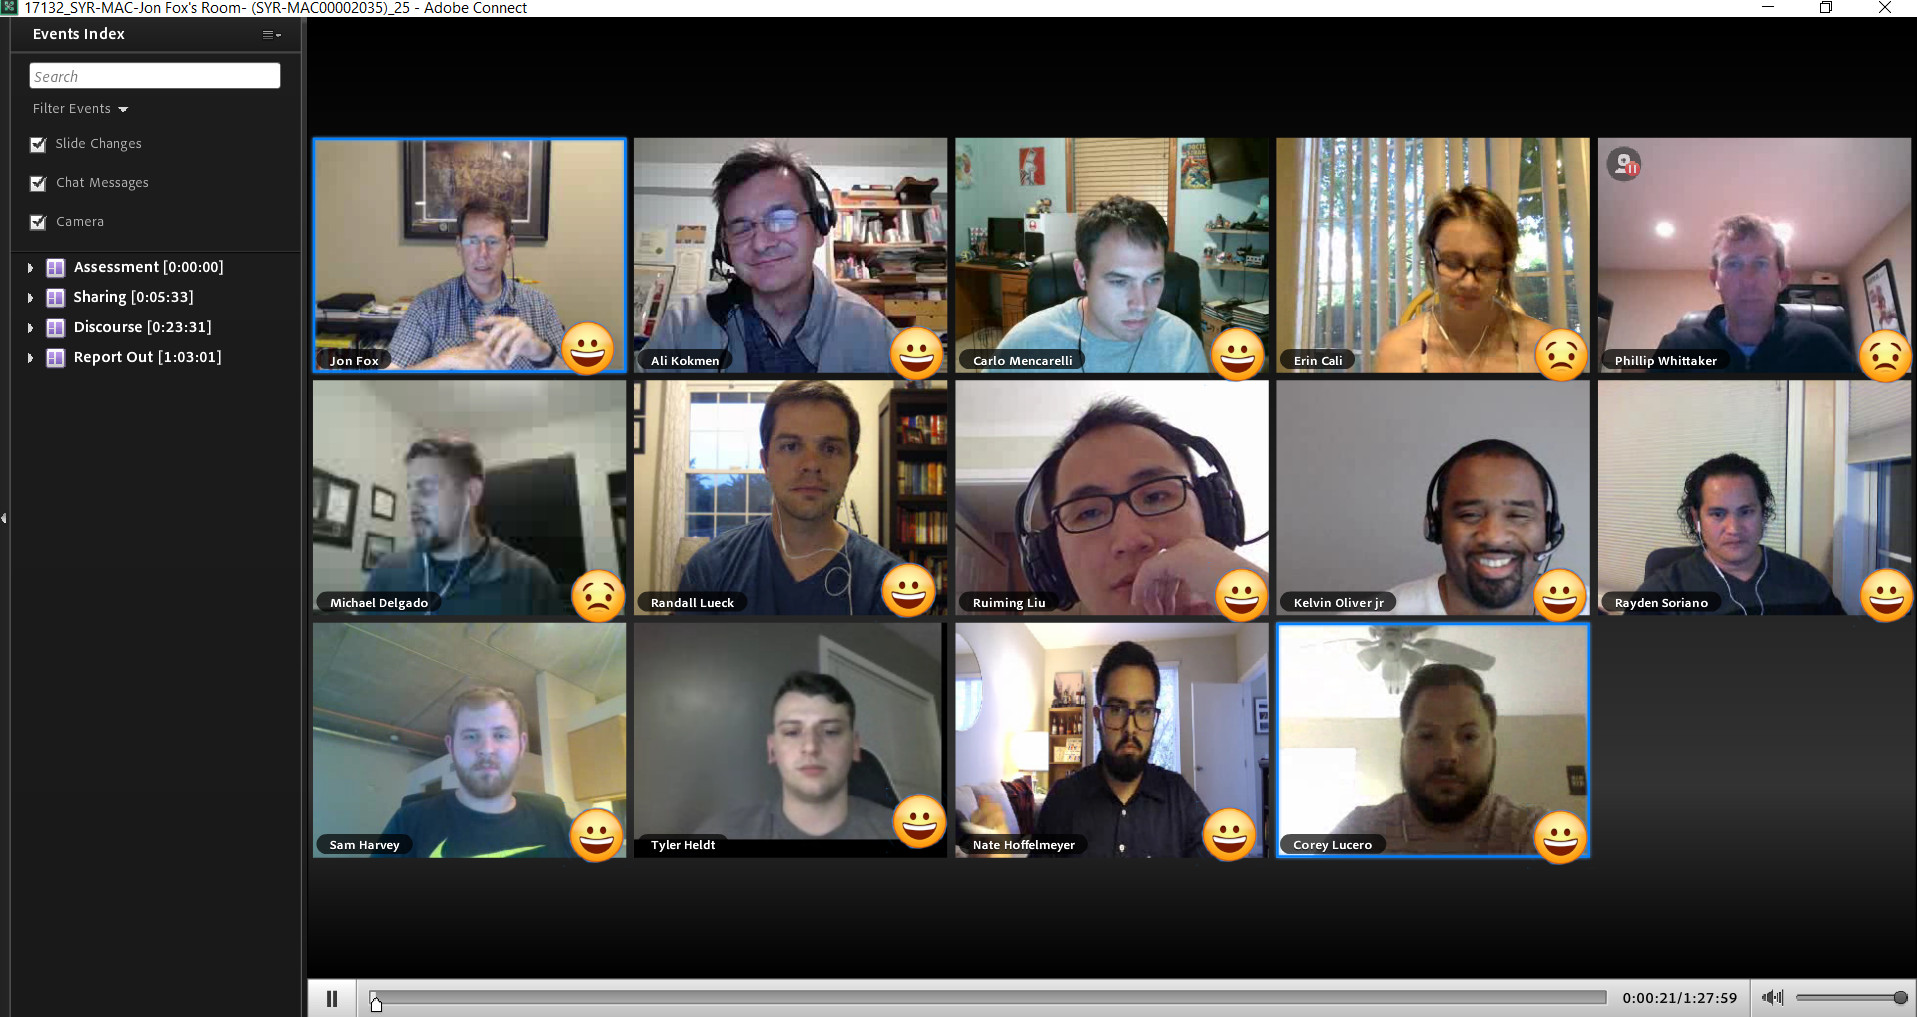 17132_SYR-MAC-Jon Fox's Room- (SYR-MAC00002035)_25 - Adobe Connect
Events Index
Search
Filter Events
Slide Changes
Chat Messages
Camera
Assessment [0:00:00]
Sharing [0:05:33]
Discourse [0:23:31]
Report Out [1:03:01]
Jon Fox
Ali Kokmen
Carlo Mencarelli
Erin Cali
Phillip Whittaker
Michael Delgado
Randall Lueck
Ruiming Liu
Kelvin Oliver jr
Rayden Soriano
Sam Harvey
Tyler Heldt
Nate Hoffelmeyer
Corey Lucero
0:00:21/1:27:59